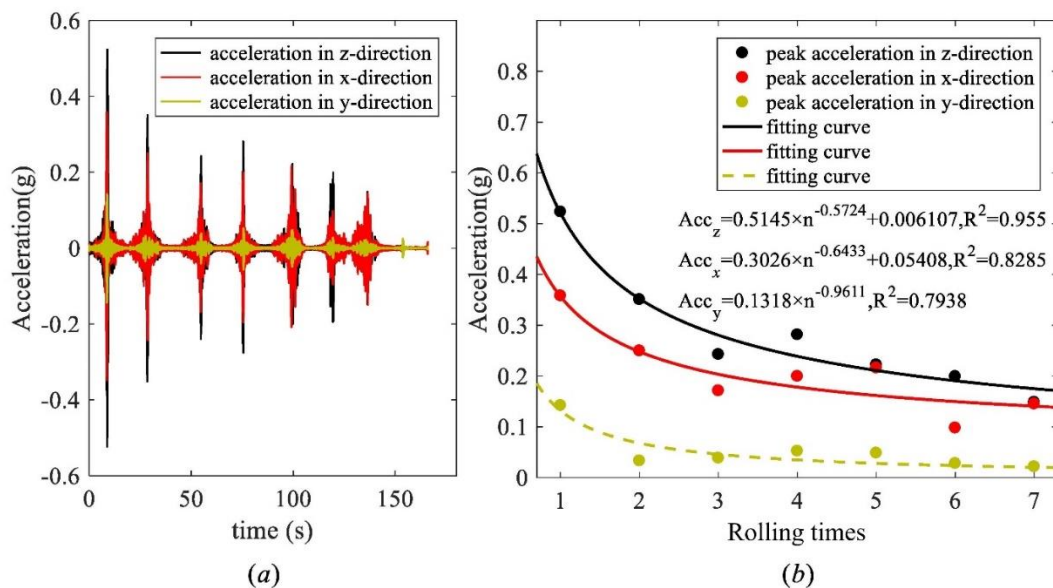 0.6
0.4
0.2
0
-0.2
-0.4
-0.6
Acceleration(g)
acceleration in z-direction
acceleration in x-direction
acceleration in y-direction
0
50
100
150
time (s)
(a)
0.8
0.7
0.6
0.5
0.4
0.3
0.2
0.1
0
Acceleration(g)
peak acceleration in z-direction
peak acceleration in x-direction
peak acceleration in y-direction
fitting curve
fitting curve
fitting curve
Acc_z=0.5145×n^-0.5724+0.006107,R²=0.955
Acc_x=0.3026×n^-0.6433+0.05408,R²=0.8285
Acc_y=0.1318×n^-0.9611,R²=0.7938
1
2
3
4
5
6
7
Rolling times
(b)